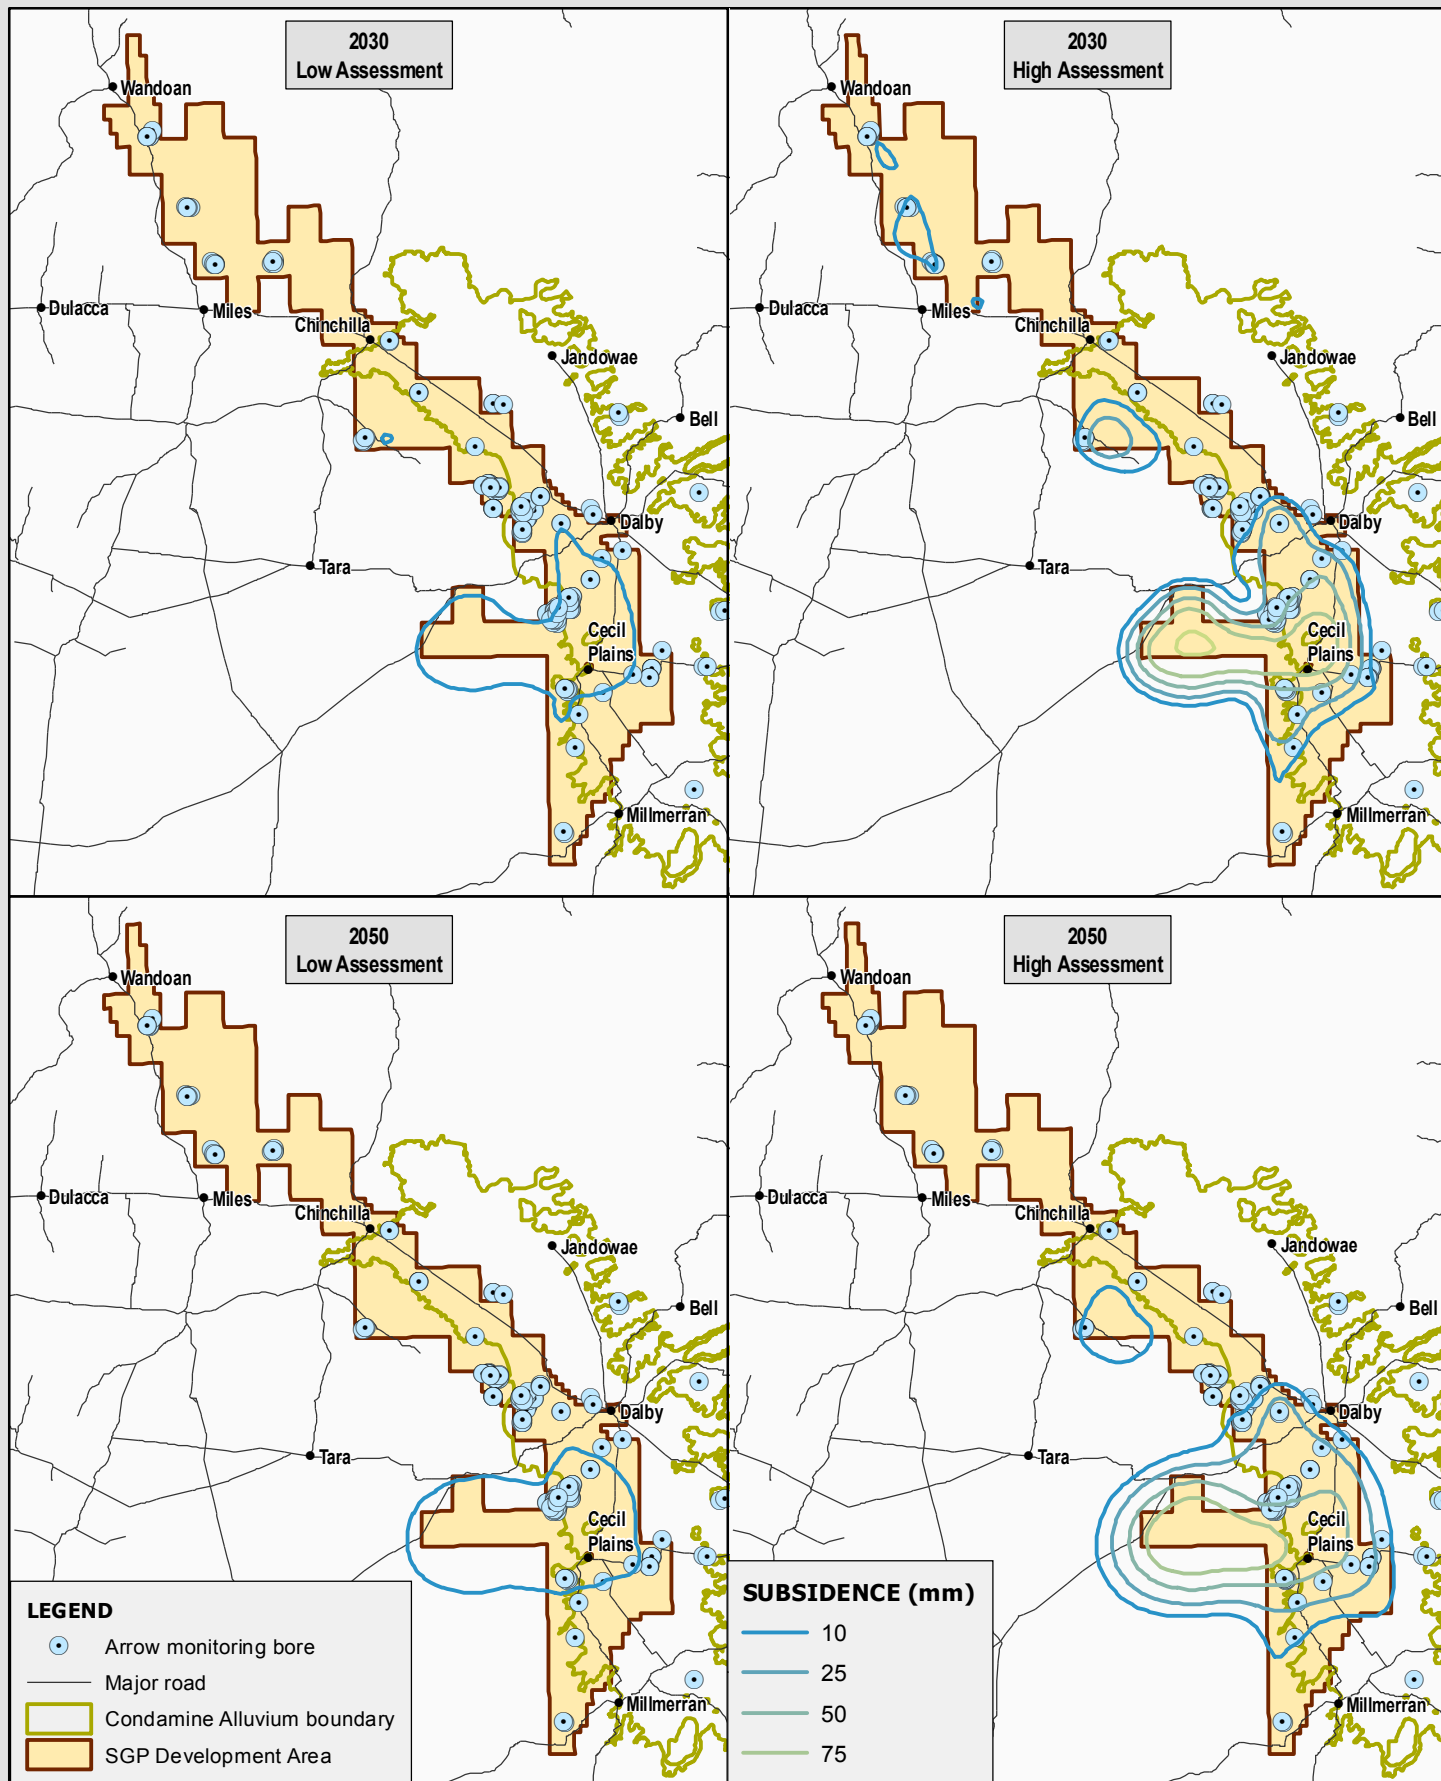 2030
Low Assessment
Wandoan
Dulacca
Miles
Chinchilla
Jandowae
Bell
Dalby
Tara
Cecil
Plains
Millmerran
2030
High Assessment
Wandoan
Dulacca
Miles
Chinchilla
Jandowae
Bell
Dalby
Tara
Cecil
Plains
Millmerran
2050
Low Assessment
Wandoan
Dulacca
Miles
Chinchilla
Jandowae
Bell
Dalby
Tara
Cecil
Plains
Millmerran
LEGEND
Arrow monitoring bore
Major road
Condamine Alluvium boundary
SGP Development Area
2050
High Assessment
Wandoan
Dulacca
Miles
Chinchilla
Jandowae
Bell
Dalby
Tara
Cecil
Plains
Millmerran
SUBSIDENCE (mm)
10
25
50
75